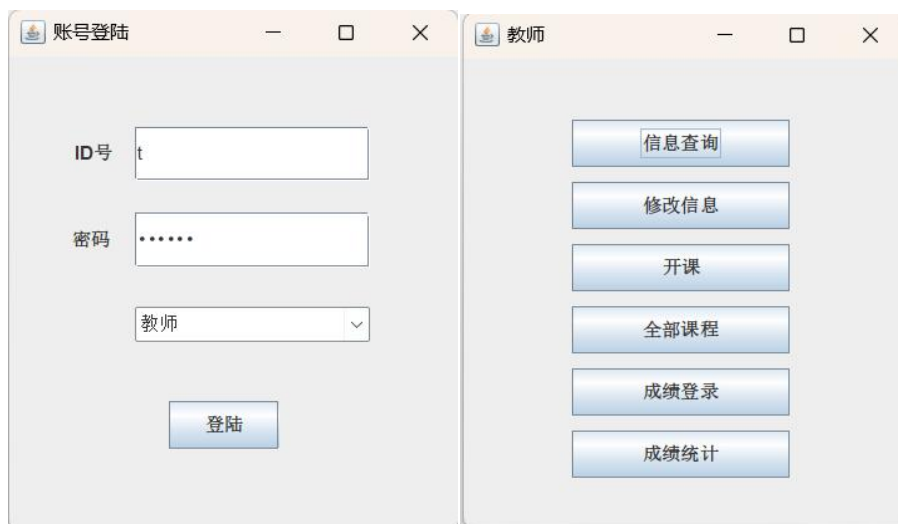 账号登陆
ID号 t
密码 ••••••
教师
登陆
教师
信息查询
修改信息
开课
全部课程
成绩登录
成绩统计